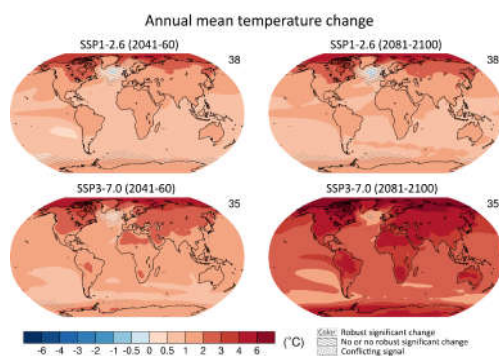 Annual mean temperature change
SSP1-2.6 (2041-60)
38
SSP1-2.6 (2081-2100)
38
SSP3-7.0 (2041-60)
35
SSP3-7.0 (2081-2100)
35
-6 -4 -3 -2 -1 -0.5 0 0.5 1 2 3 4 6 (°C)
Color Robust significant change
No or no robust significant change
Conflicting signals